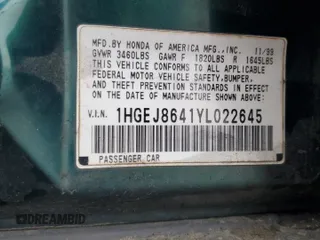 MFD.BY HONDA OF AMERICA MFG.,INC. 11/99
GVWR 3460LBS GAWR F 1820LBS R 1645LBS
THIS VEHICLE CONFORMS TO ALL APPLICABLE
FEDERAL MOTOR VEHICLE SAFETY,BUMPER,
AND THEFT PREVENTION STANDARDS IN EFFECT
ON THE DATE OF MANUFACTURE SHOWN ABOVE.
V.I.N. 1HGEJ8641YL022645
PASSENGER CAR
DREAMBID